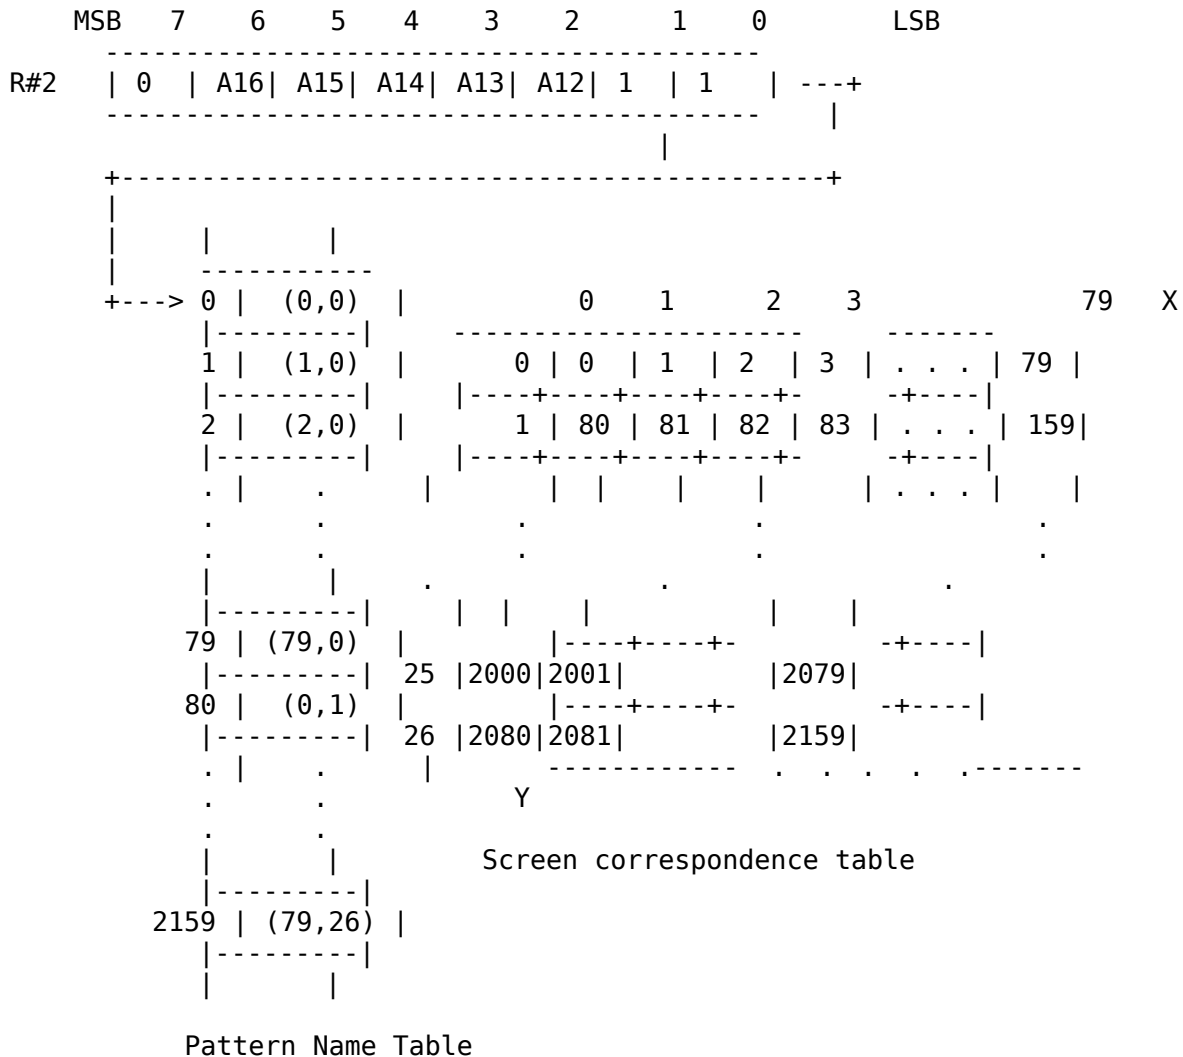 MSB   7    6    5    4    3    2      1    0        LSB
      -----------------------------------------
R#2   | 0  | A16| A15| A14| A13| A12| 1  | 1   | ---+
      -----------------------------------------     |
                                         |
      +---------------------------------------------+
      |
      |     |       |
      |     -----------
      +---> 0 |  (0,0)  |           0    1      2    3              79   X
            |---------|     ----------------------     -------
            1 |  (1,0)  |       0 | 0  | 1  | 2  | 3  | . . . | 79 |
            |---------|     |----+----+----+----+-     -+----|
            2 |  (2,0)  |       1 | 80 | 81 | 82 | 83 | . . . | 159|
            |---------|     |----+----+----+----+-     -+----|
            . |    .      |       |  |    |    |      | . . . |    |
            .      .            .              .                 .
            .      .            .              .                 .
            |       |     .              .                 .
            |---------|     |  |    |           |    |
           79 | (79,0)  |         |----+----+-         -+----|
            |---------|  25 |2000|2001|         |2079|
           80 |  (0,1)  |         |----+----+-         -+----|
            |---------|  26 |2080|2081|         |2159|
            . |    .      |       ------------  .  .  .  .  .-------
            .      .            Y
            .      .
            |       |         Screen correspondence table
            |---------|
         2159 | (79,26) |
            |---------|
            |       |
           Pattern Name Table